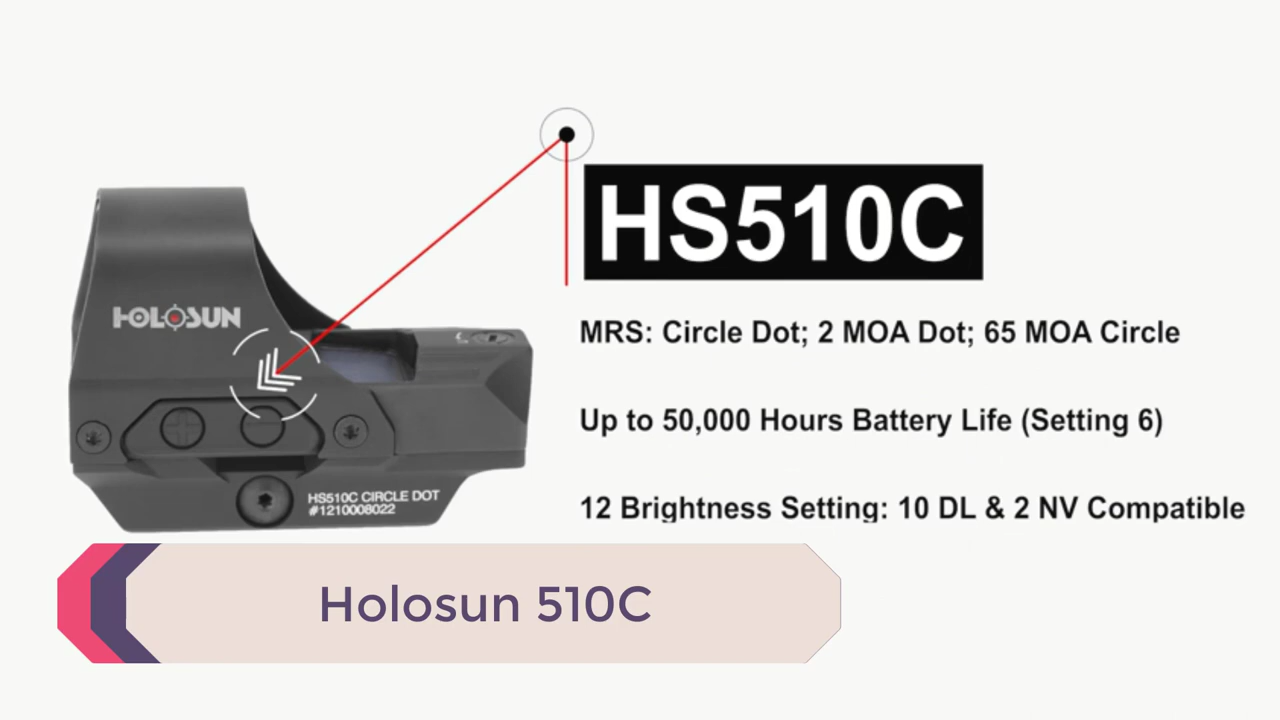 HS510C
HOLOSUN
MRS: Circle Dot; 2 MOA Dot; 65 MOA Circle
Up to 50,000 Hours Battery Life (Setting 6)
HS510C CIRCLE DOT
#1210008022
12 Brightness Setting: 10 DL & 2 NV Compatible
Holosun 510C